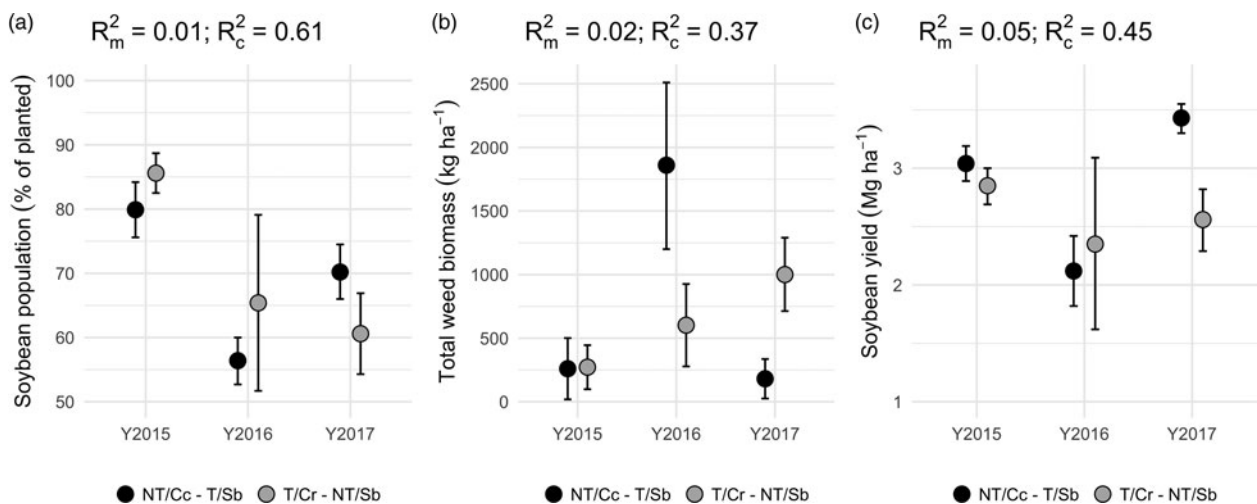 (a)
R²m = 0.01; R²c = 0.61
Soybean population (% of planted)
100
90
80
70
60
50
Y2015 Y2016 Y2017
NT/Cc - T/Sb T/Cr - NT/Sb
(b)
R²m = 0.02; R²c = 0.37
Total weed biomass (kg ha⁻¹)
2500
2000
1500
1000
500
0
Y2015 Y2016 Y2017
NT/Cc - T/Sb T/Cr - NT/Sb
(c)
R²m = 0.05; R²c = 0.45
Soybean yield (Mg ha⁻¹)
3
2
1
Y2015 Y2016 Y2017
NT/Cc - T/Sb T/Cr - NT/Sb